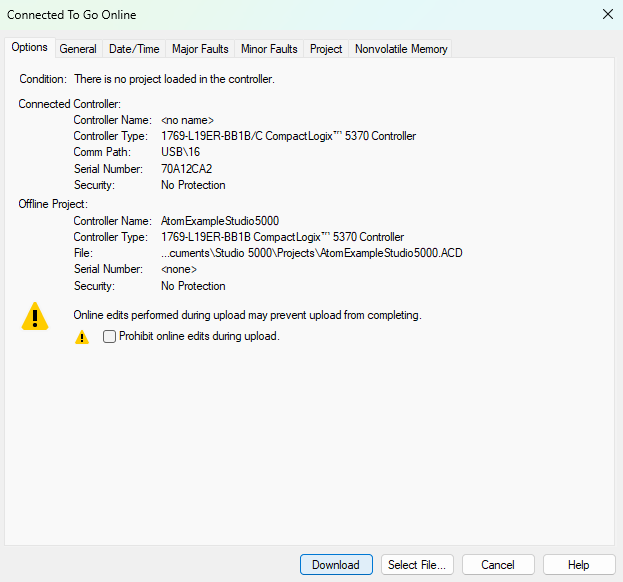 Connected To Go Online
Options General Date/Time Major Faults Minor Faults Project Nonvolatile Memory
Condition: There is no project loaded in the controller.
Connected Controller:
Controller Name: <no name>
Controller Type: 1769-L19ER-BB1B/C CompactLogix™ 5370 Controller
Comm Path: USB\16
Serial Number: 70A12CA2
Security: No Protection
Offline Project:
Controller Name: AtomExampleStudio5000
Controller Type: 1769-L19ER-BB1B CompactLogix™ 5370 Controller
File: ...cuments\Studio 5000\Projects\AtomExampleStudio5000.ACD
Serial Number: <none>
Security: No Protection
Online edits performed during upload may prevent upload from completing.
Prohibit online edits during upload.
Download Select File... Cancel Help